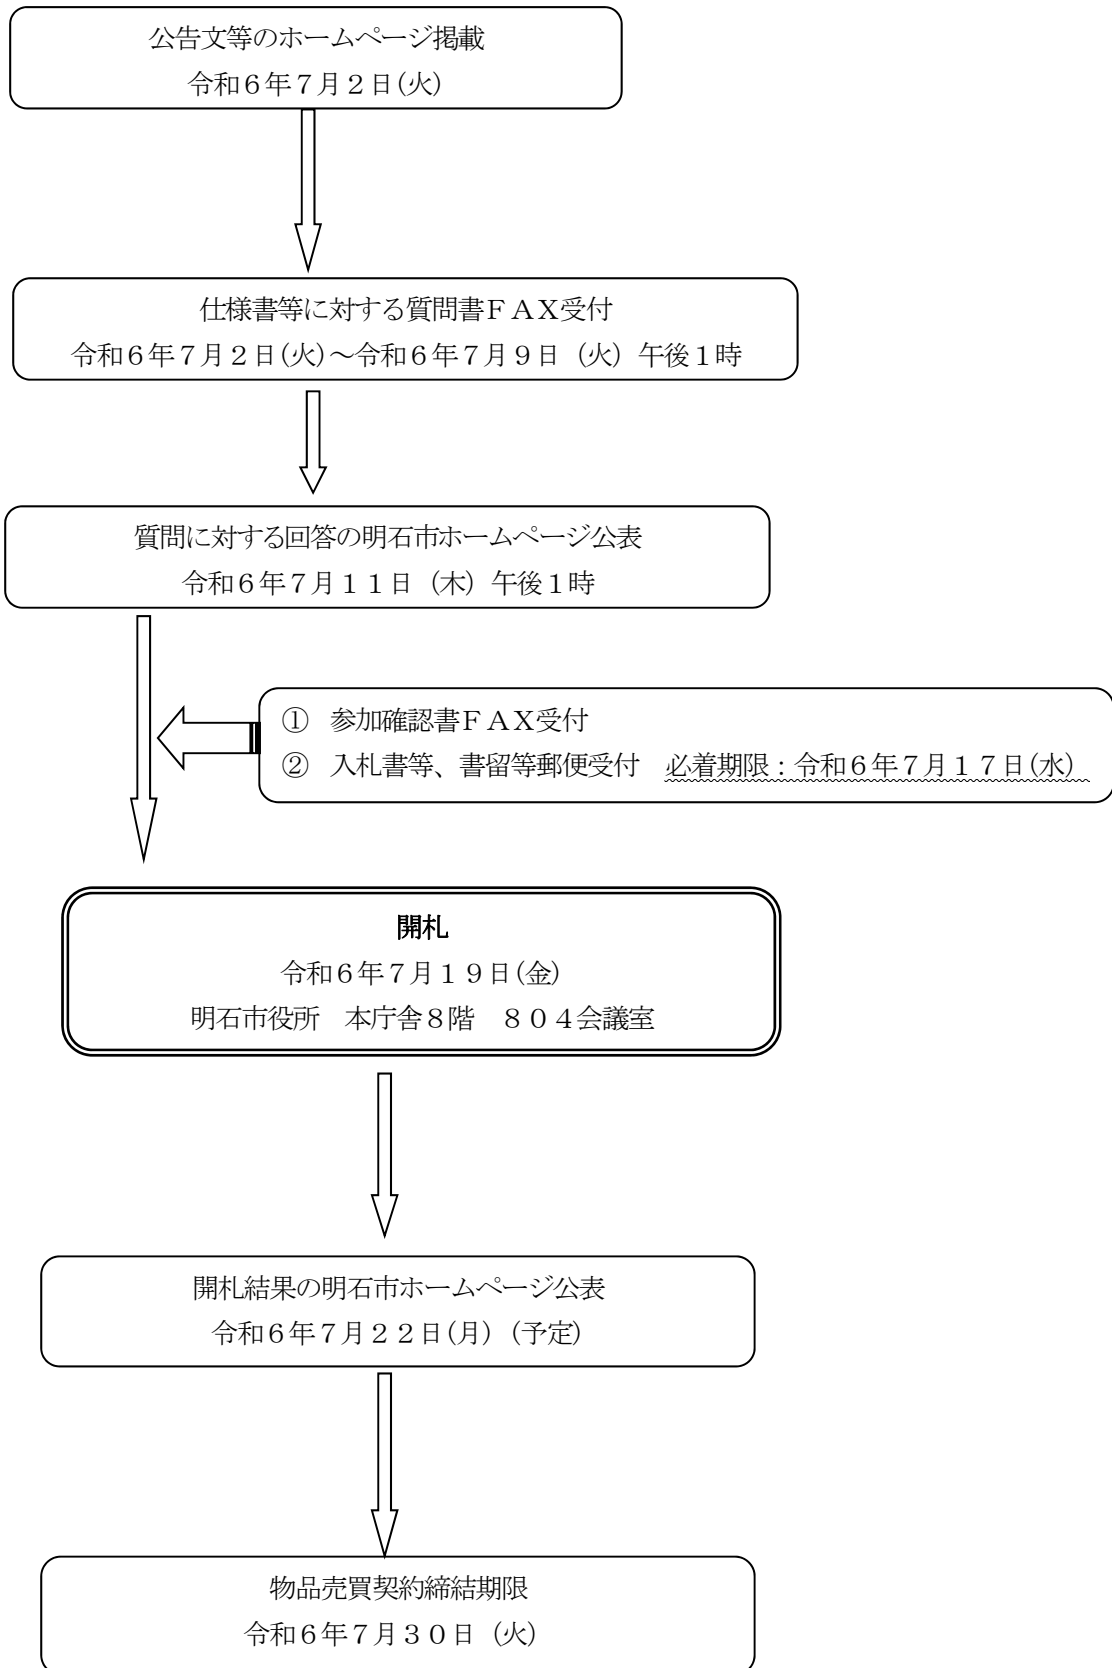 公告文等のホームページ掲載
令和６年７月２日(火)
仕様書等に対する質問書ＦＡＸ受付
令和６年７月２日(火)～令和６年７月９日（火）午後１時
質問に対する回答の明石市ホームページ公表
令和６年７月１１日（木）午後１時
①　参加確認書ＦＡＸ受付
②　入札書等、書留等郵便受付　必着期限：令和６年７月１７日(水)
開札
令和６年７月１９日(金)
明石市役所　本庁舎８階　８０４会議室
開札結果の明石市ホームページ公表
令和６年７月２２日(月)（予定）
物品売買契約締結期限
令和６年７月３０日（火）